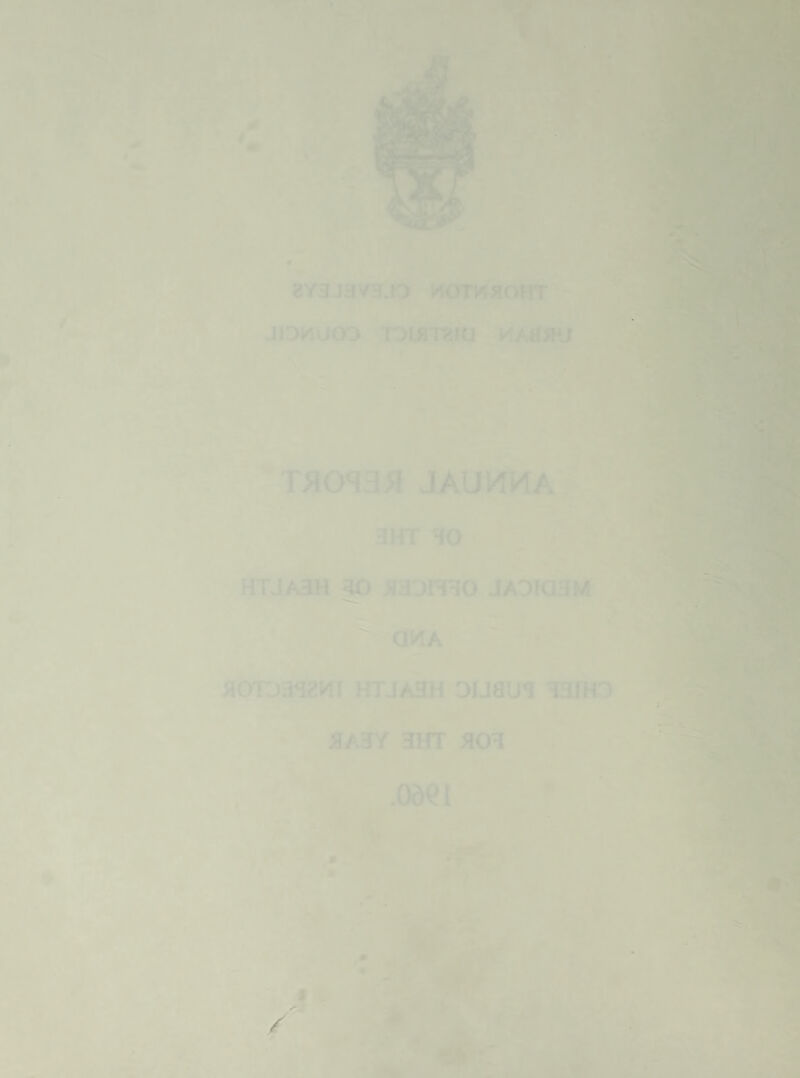 THORNTON CLEVELEYS
URBAN DISTRICT COUNCIL
ANNUAL REPORT
OF THE
MEDICAL OFFICER OF HEALTH
AND
CHIEF PUBLIC HEALTH INSPECTOR
FOR THE YEAR
1960.